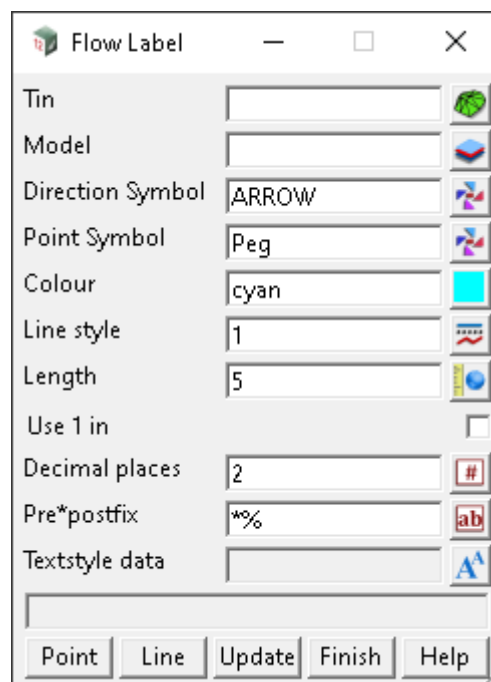 Flow Label
Tin
Model
Direction Symbol ARROW
Point Symbol Peg
Colour cyan
Line style 1
Length 5
Use 1 in
Decimal places 2 #
Pre*postfix *% ab
Textstyle data AA
Point Line Update Finish Help